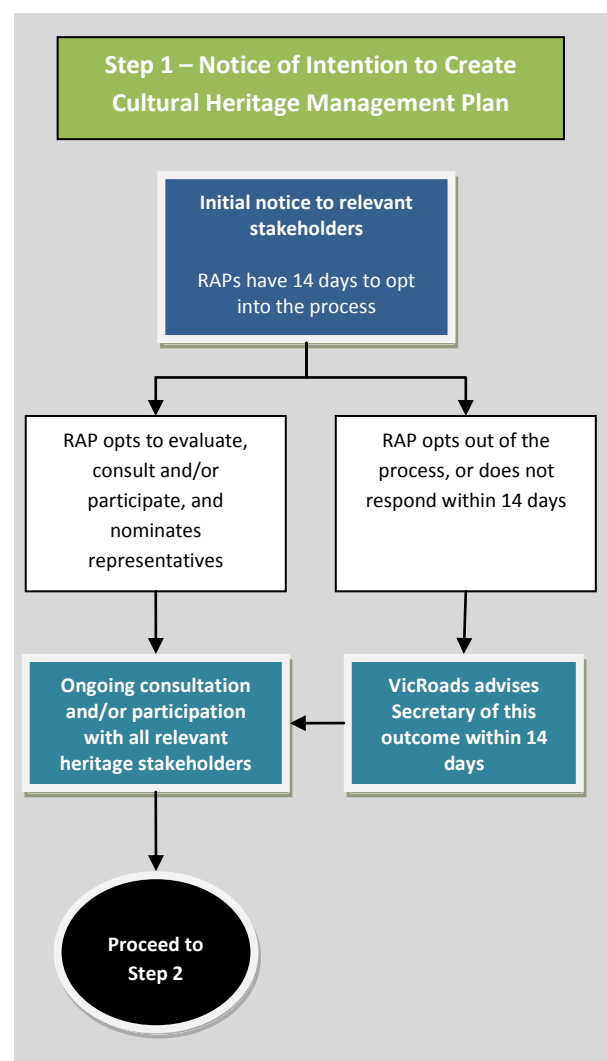 Step 1 – Notice of Intention to Create
Cultural Heritage Management Plan
Initial notice to relevant
stakeholders
RAPs have 14 days to opt
into the process
RAP opts to evaluate,
consult and/or
participate, and
nominates
representatives
RAP opts out of the
process, or does not
respond within 14 days
Ongoing consultation
and/or participation
with all relevant
heritage stakeholders
VicRoads advises
Secretary of this
outcome within 14
days
Proceed to
Step 2